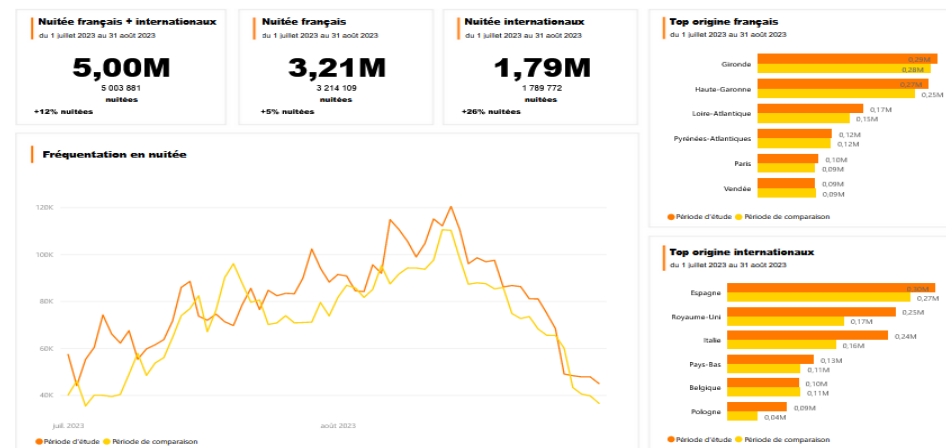 Nuitée français + internationaux
du 1 juillet 2023 au 31 août 2023
5,00M
5 003 881
nuitées
+12% nuitées
Nuitée français
du 1 juillet 2023 au 31 août 2023
3,21M
3 214 109
nuitées
+5% nuitées
Nuitée internationaux
du 1 juillet 2023 au 31 août 2023
1,79M
1 789 772
nuitées
+26% nuitées
Fréquentation en nuitée
120K
100K
80K
60K
40K
juil. 2023
août 2023
Période d'étude
Période de comparaison
Top origine français
du 1 juillet 2023 au 31 août 2023
Gironde
0,29M
0,28M
Haute-Garonne
0,27M
0,25M
Loire-Atlantique
0,17M
0,15M
Pyrénées-Atlantiques
0,12M
0,12M
Paris
0,10M
0,09M
Vendée
0,09M
0,09M
Période d'étude
Période de comparaison
Top origine internationaux
du 1 juillet 2023 au 31 août 2023
Espagne
0,30M
0,27M
Royaume-Uni
0,25M
0,17M
Italie
0,24M
0,16M
Pays-Bas
0,13M
0,11M
Belgique
0,10M
0,11M
Pologne
0,09M
0,04M
Période d'étude
Période de comparaison